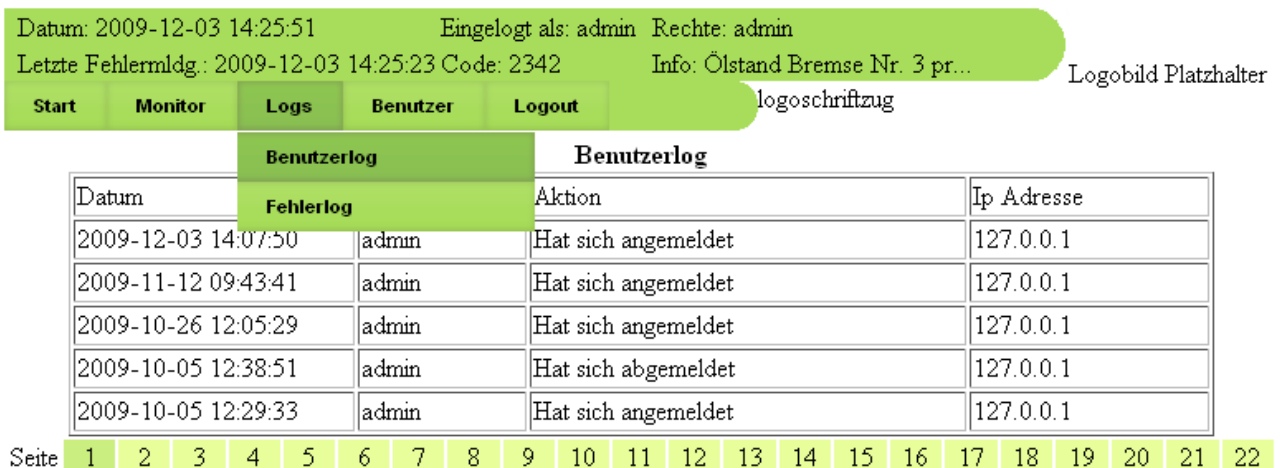 Datum: 2009-12-03 14:25:51 Eingelogt als: admin Rechte: admin
Letzte Fehlermldg.: 2009-12-03 14:25:23 Code: 2342 Info: Ölstand Bremse Nr. 3 pr...
Logobild Platzhalter
Start Monitor Logs Benutzer Logout logoschriftzug
Benutzerlog
Fehlerlog
Benutzerlog
Datum Aktion Ip Adresse
2009-12-03 14:07:50 admin Hat sich angemeldet 127.0.0.1
2009-11-12 09:43:41 admin Hat sich angemeldet 127.0.0.1
2009-10-26 12:05:29 admin Hat sich angemeldet 127.0.0.1
2009-10-05 12:38:51 admin Hat sich abgemeldet 127.0.0.1
2009-10-05 12:29:33 admin Hat sich angemeldet 127.0.0.1
Seite 1 2 3 4 5 6 7 8 9 10 11 12 13 14 15 16 17 18 19 20 21 22